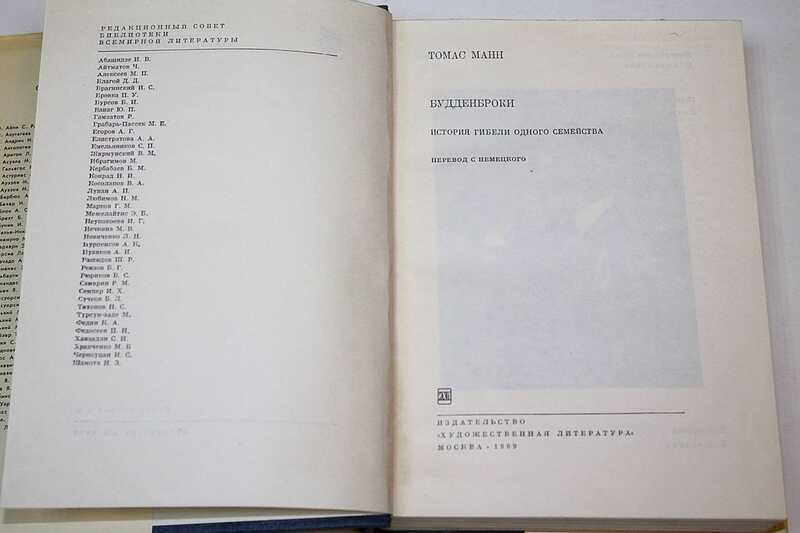 РЕДАКЦИОННЫЙ СОВЕТ
БИБЛИОТЕКИ
ВСЕМИРНОЙ ЛИТЕРАТУРЫ
Абашидзе И. В.
Айтматов Ч.
Алексеев М. П.
Благой Д. Д.
Брагинский И. С.
Бровка П. У.
Бурсов Б. И.
Ванаг Ю. П.
Гамзатов Р.
Грабарь-Пассек М. Е.
Егоров А. Г.
Елистратова А. А.
Емельянников С. П.
Жирмунский В. М.
Ибрагимов М.
Кербабаев Б. М.
Конрад Н. И.
Косолапов В. А.
Лупан А. П.
Любимов Н. М.
Марков Г. М.
Межелайтис Э. Б.
Неупокоева И. Г.
Нечкина М. В.
Новиченко Л. Н.
Нурпеисов А. К.
Пузиков А. И.
Рашидов Ш. Р.
Реизов Б. Г.
Рюриков Б. С.
Самарин Р. М.
Семпер И. Х.
Сучков Б. Л.
Тихонов Н. С.
Турсун-заде М.
Федин К. А.
Федосеев П. Н.
Ханзадян С. Н.
Храпченко М. Б
Черноуцан И. С.
Шамота Н. З.
ТОМАС МАНН
БУДДЕНБРОКИ
ИСТОРИЯ ГИБЕЛИ ОДНОГО СЕМЕЙСТВА
ПЕРЕВОД С НЕМЕЦКОГО
ИЗДАТЕЛЬСТВО
«ХУДОЖЕСТВЕННАЯ ЛИТЕРАТУРА»
МОСКВА · 1969